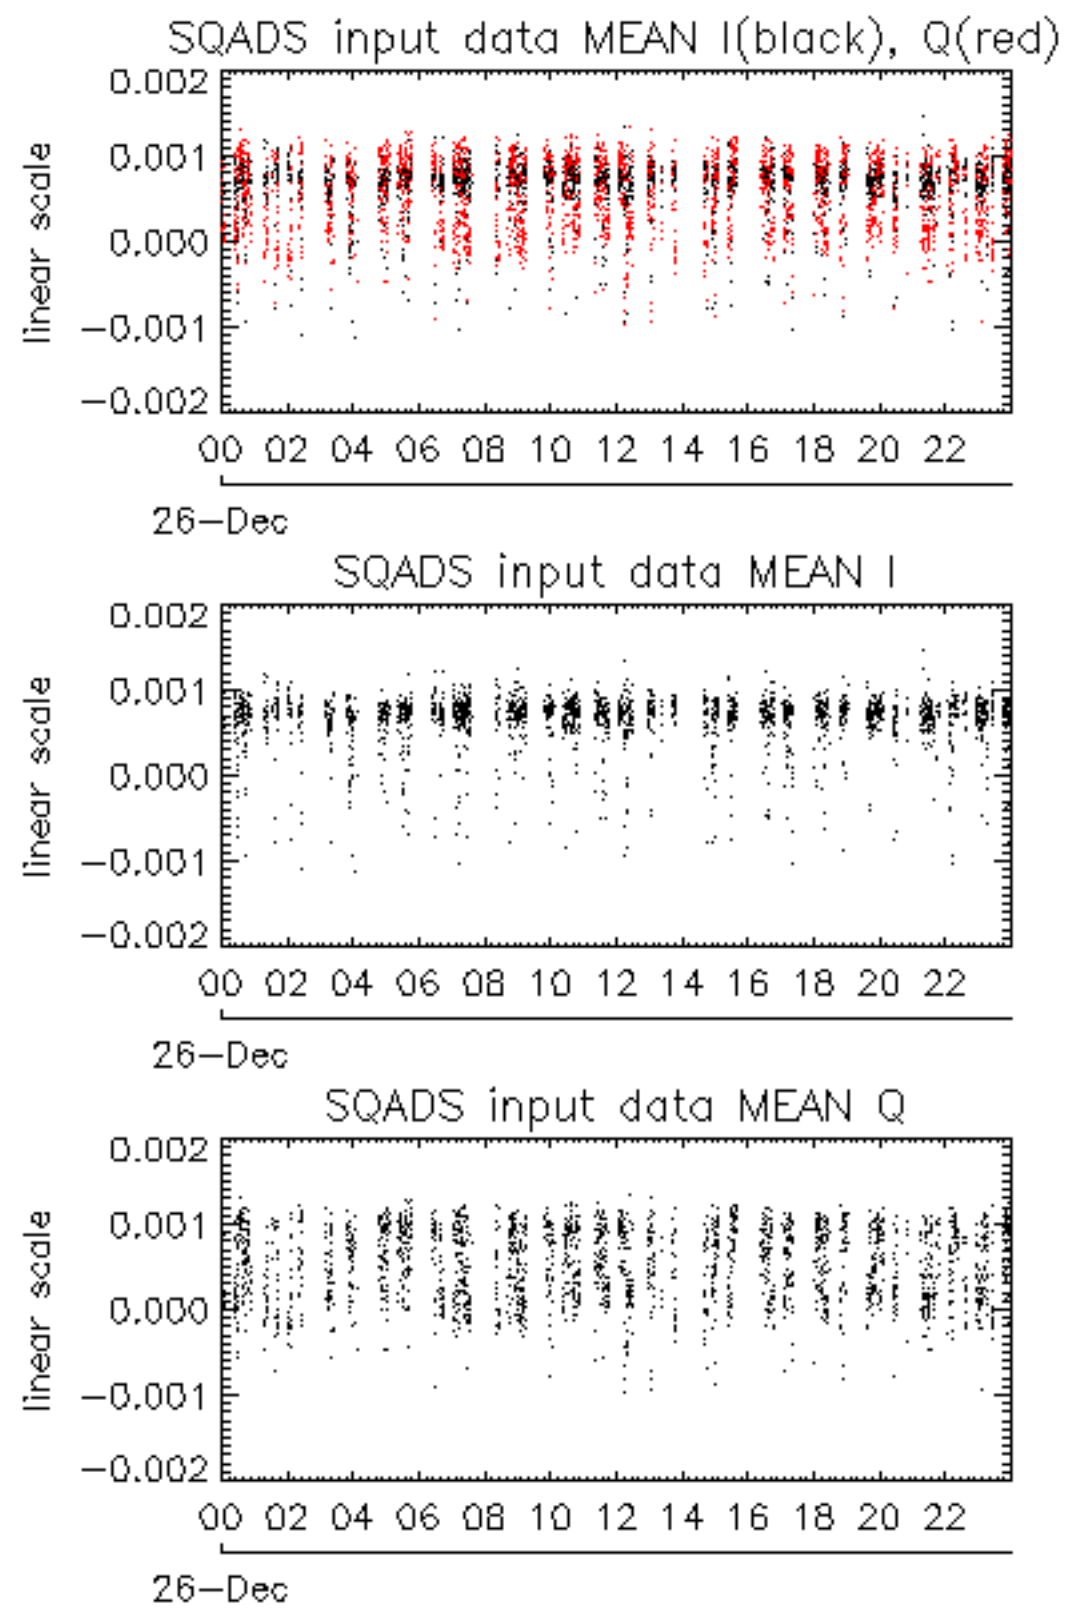 SQADS input data MEAN I(black), Q(red)
0.002
0.001
0.000
−0.001
−0.002
linear scale
00 02 04 06 08 10 12 14 16 18 20 22
26−Dec
SQADS input data MEAN I
0.002
0.001
0.000
−0.001
−0.002
linear scale
00 02 04 06 08 10 12 14 16 18 20 22
26−Dec
SQADS input data MEAN Q
0.002
0.001
0.000
−0.001
−0.002
linear scale
00 02 04 06 08 10 12 14 16 18 20 22
26−Dec